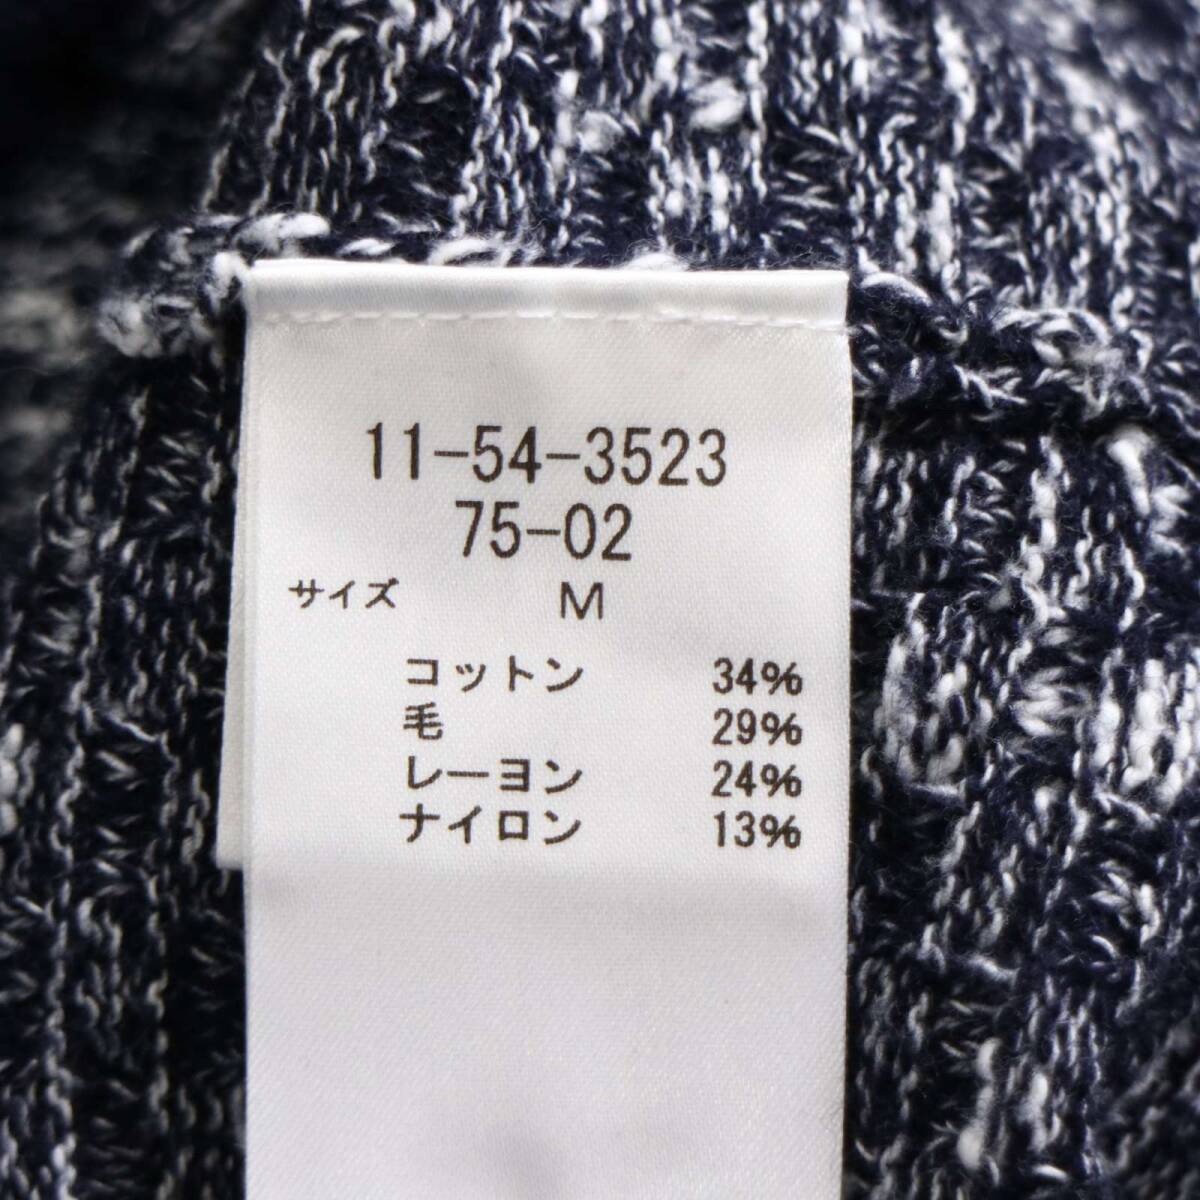 11-54-3523
75-02
サイズ M
コットン 34%
毛 29%
レーヨン 24%
ナイロン 13%